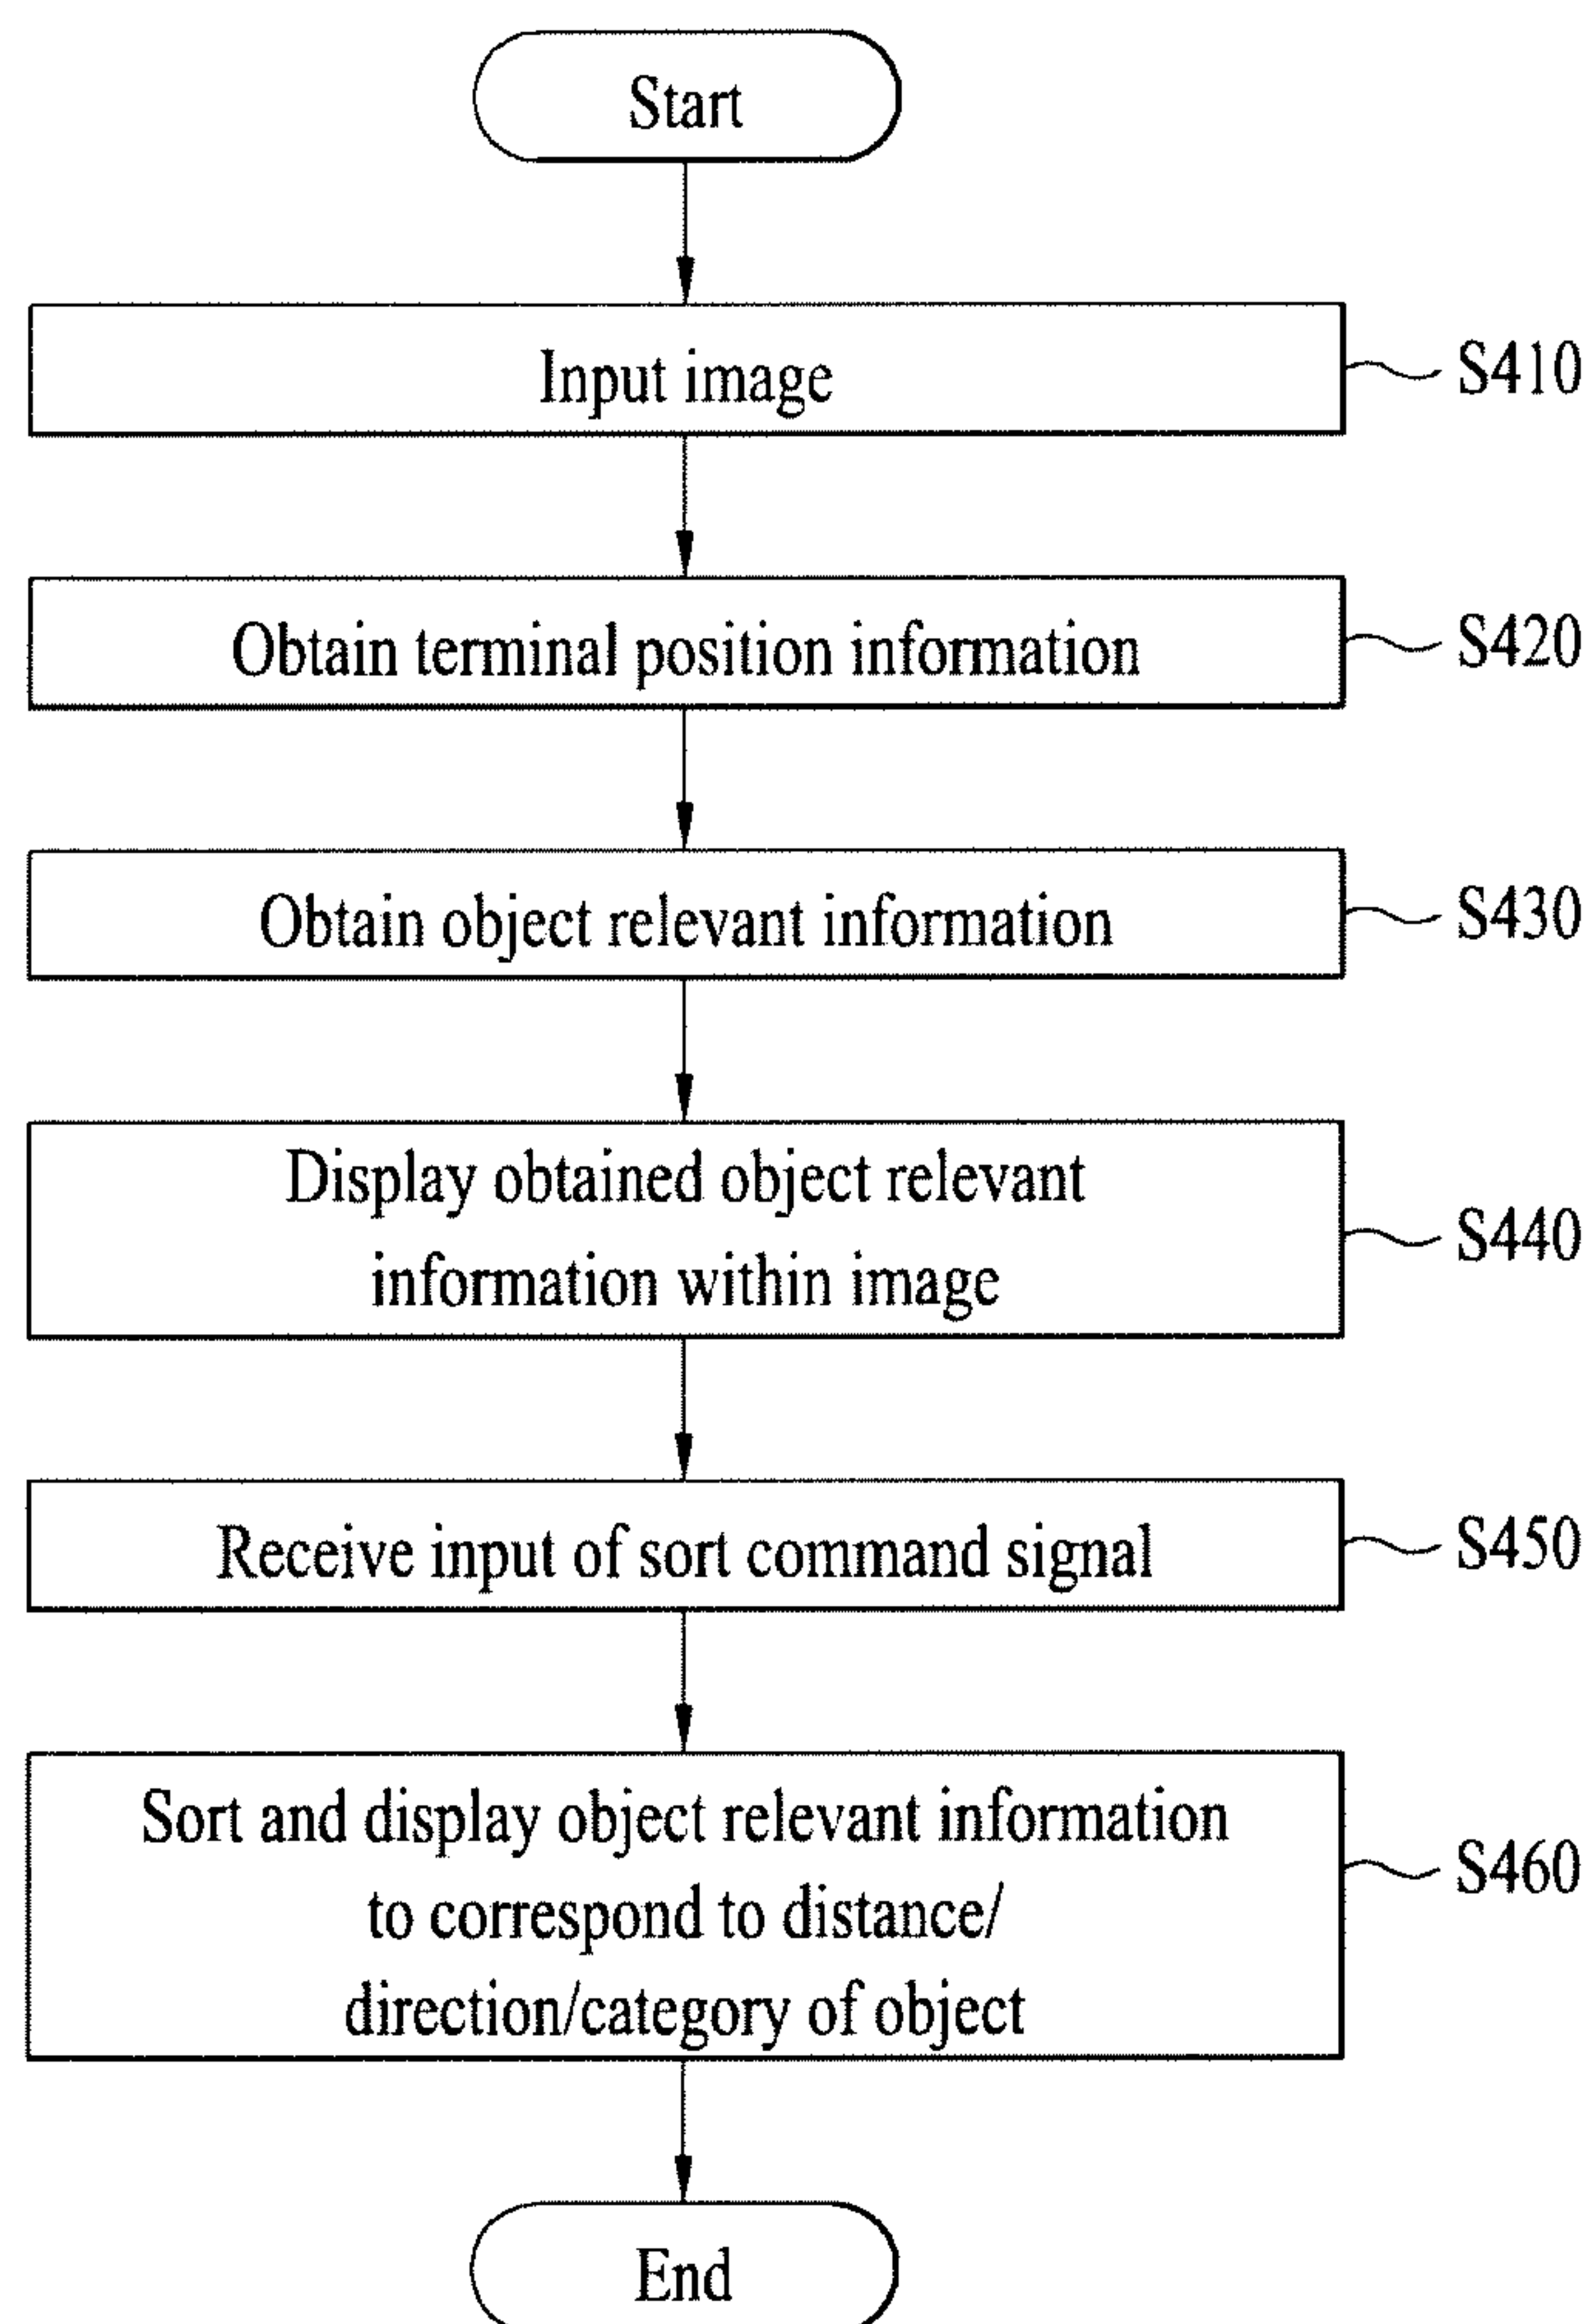 Start
Input image
S410
Obtain terminal position information
S420
Obtain object relevant information
S430
Display obtained object relevant
information within image
S440
Receive input of sort command signal
S450
Sort and display object relevant information
to correspond to distance/
direction/category of object
S460
End